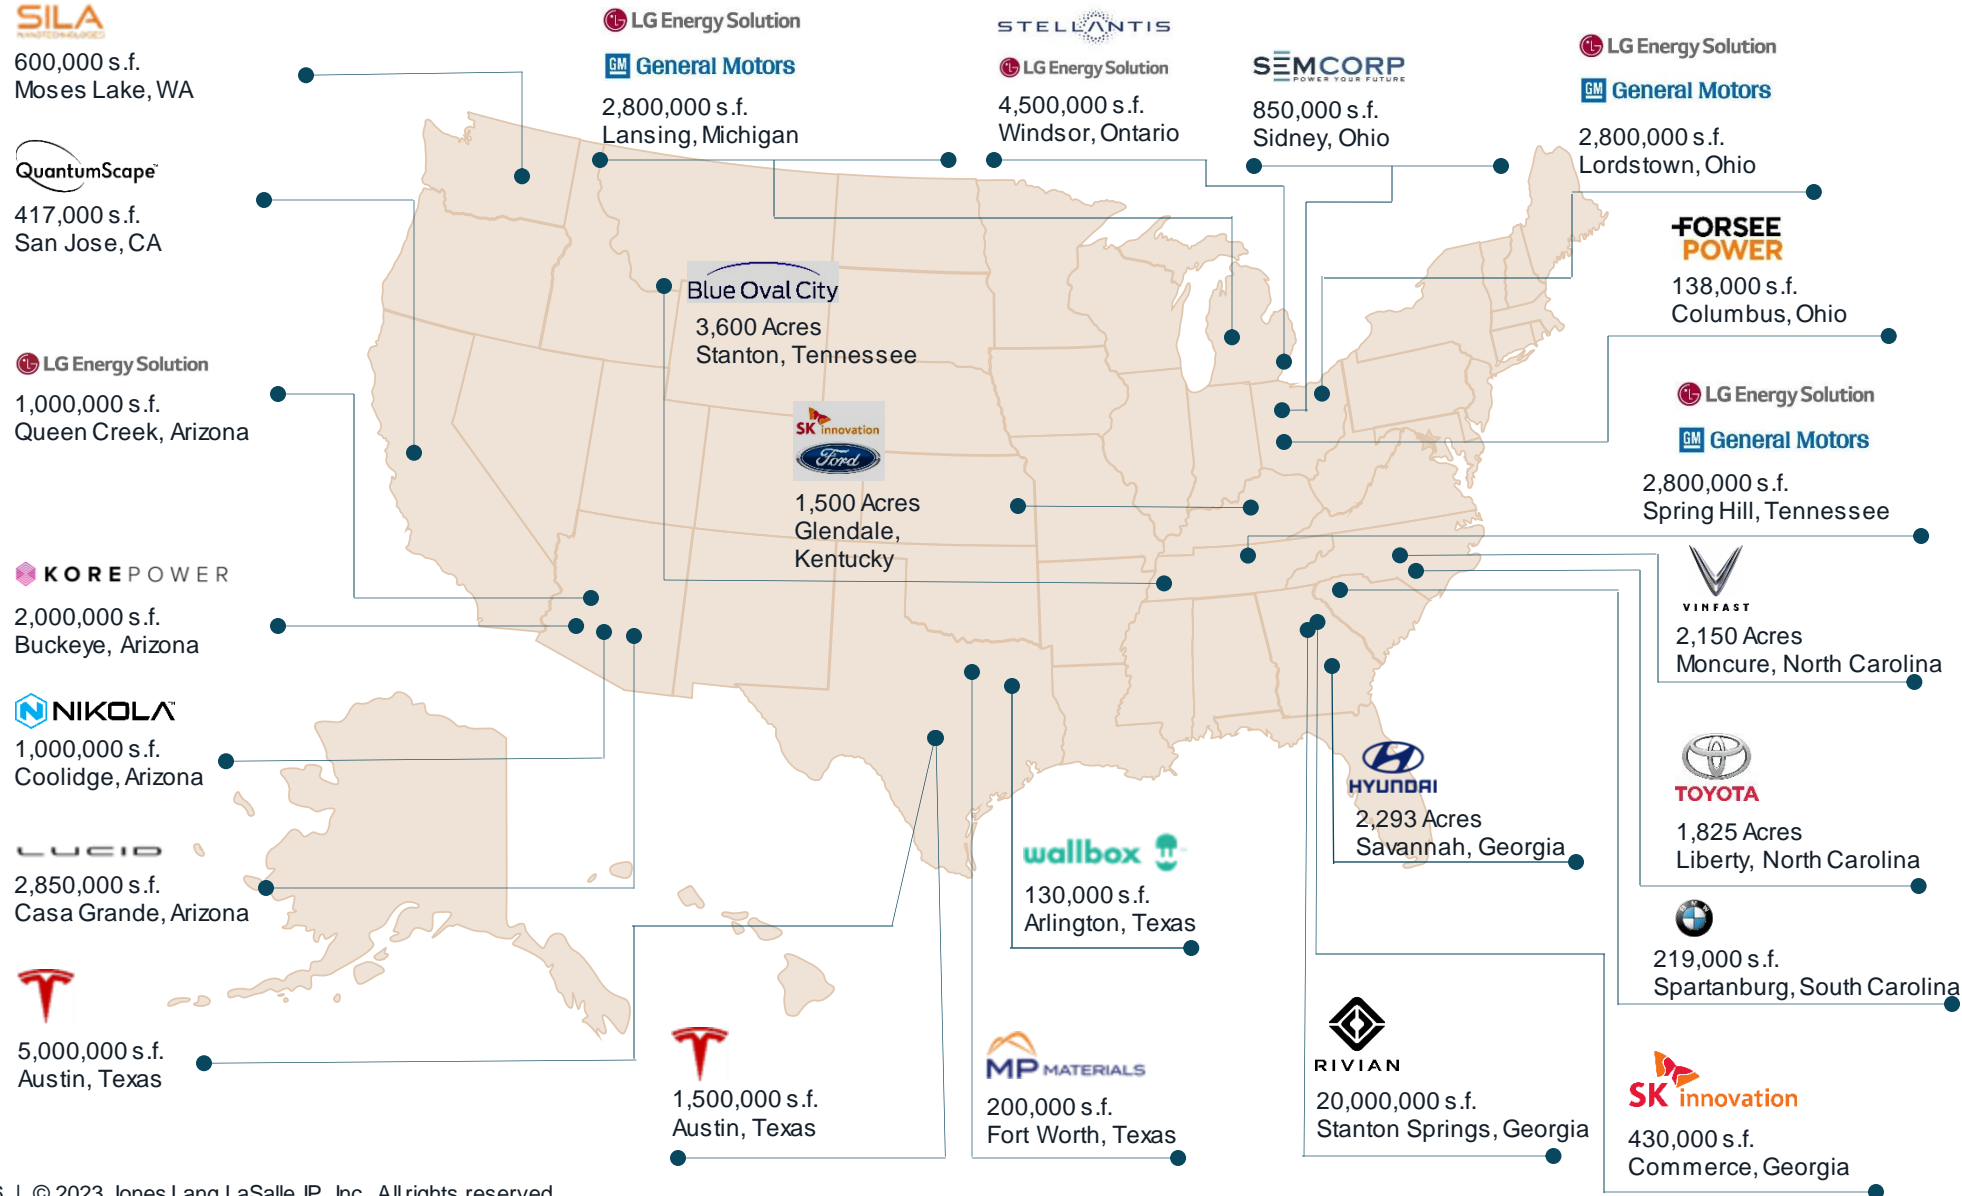 SILA
NANOTECHNOLOGIES
600,000 s.f.
Moses Lake, WA
QuantumScape
417,000 s.f.
San Jose, CA
LG Energy Solution
1,000,000 s.f.
Queen Creek, Arizona
KOREPOWER
2,000,000 s.f.
Buckeye, Arizona
NIKOLA™
1,000,000 s.f.
Coolidge, Arizona
LUCID
2,850,000 s.f.
Casa Grande, Arizona
5,000,000 s.f.
Austin, Texas
LG Energy Solution
GM General Motors
2,800,000 s.f.
Lansing, Michigan
STELLANTIS
LG Energy Solution
4,500,000 s.f.
Windsor, Ontario
SEMCORP
POWER YOUR FUTURE
850,000 s.f.
Sidney, Ohio
LG Energy Solution
GM General Motors
2,800,000 s.f.
Lordstown, Ohio
FORSEE
POWER
138,000 s.f.
Columbus, Ohio
Blue Oval City
3,600 Acres
Stanton, Tennessee
SK innovation
Ford
1,500 Acres
Glendale,
Kentucky
LG Energy Solution
GM General Motors
2,800,000 s.f.
Spring Hill, Tennessee
VINFAST
2,150 Acres
Moncure, North Carolina
TOYOTA
1,825 Acres
Liberty, North Carolina
BMW
219,000 s.f.
Spartanburg, South Carolina
HYUNDAI
2,293 Acres
Savannah, Georgia
wallbox
130,000 s.f.
Arlington, Texas
1,500,000 s.f.
Austin, Texas
MP MATERIALS
200,000 s.f.
Fort Worth, Texas
RIVIAN
20,000,000 s.f.
Stanton Springs, Georgia
SK innovation
430,000 s.f.
Commerce, Georgia
| © 2023 Jones Lang LaSalle IP, Inc. All rights reserved.